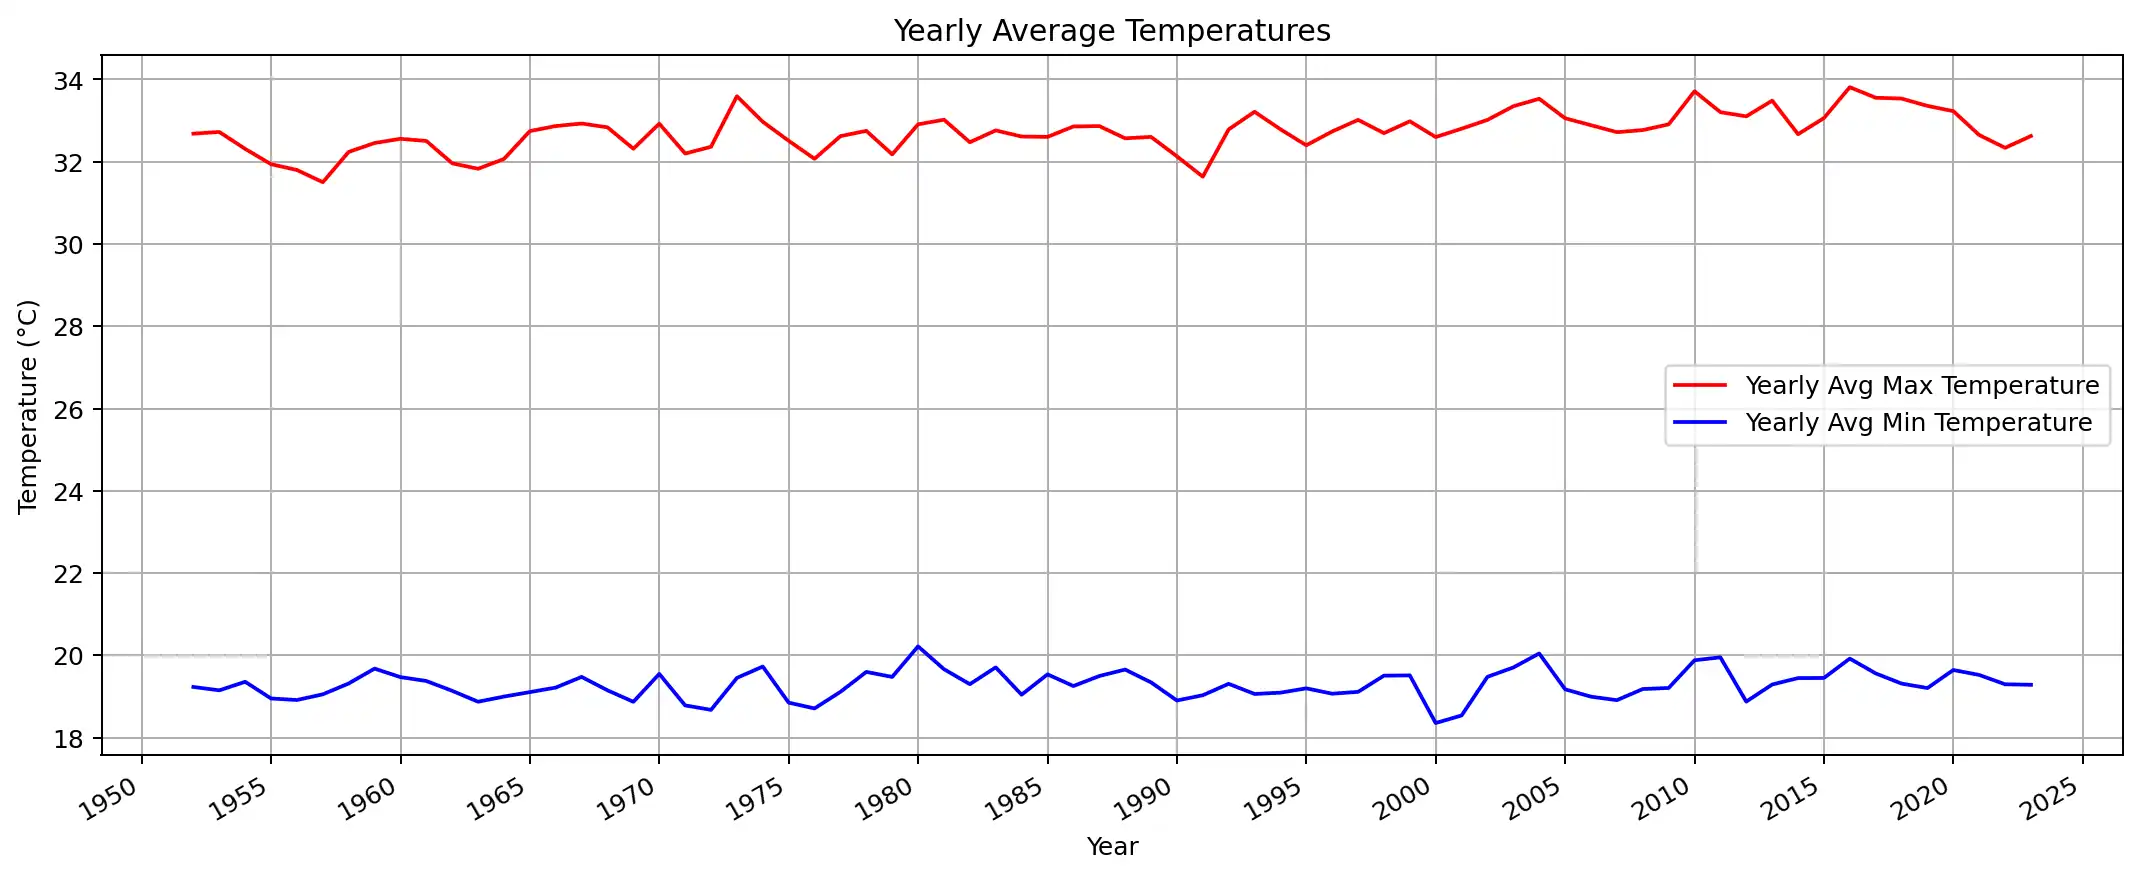 Yearly Average Temperatures
34
32
30
28
26
24
22
20
18
Temperature (°C)
Yearly Avg Max Temperature
Yearly Avg Min Temperature
1950 1955 1960 1965 1970 1975 1980 1985 1990 1995 2000 2005 2010 2015 2020 2025
Year